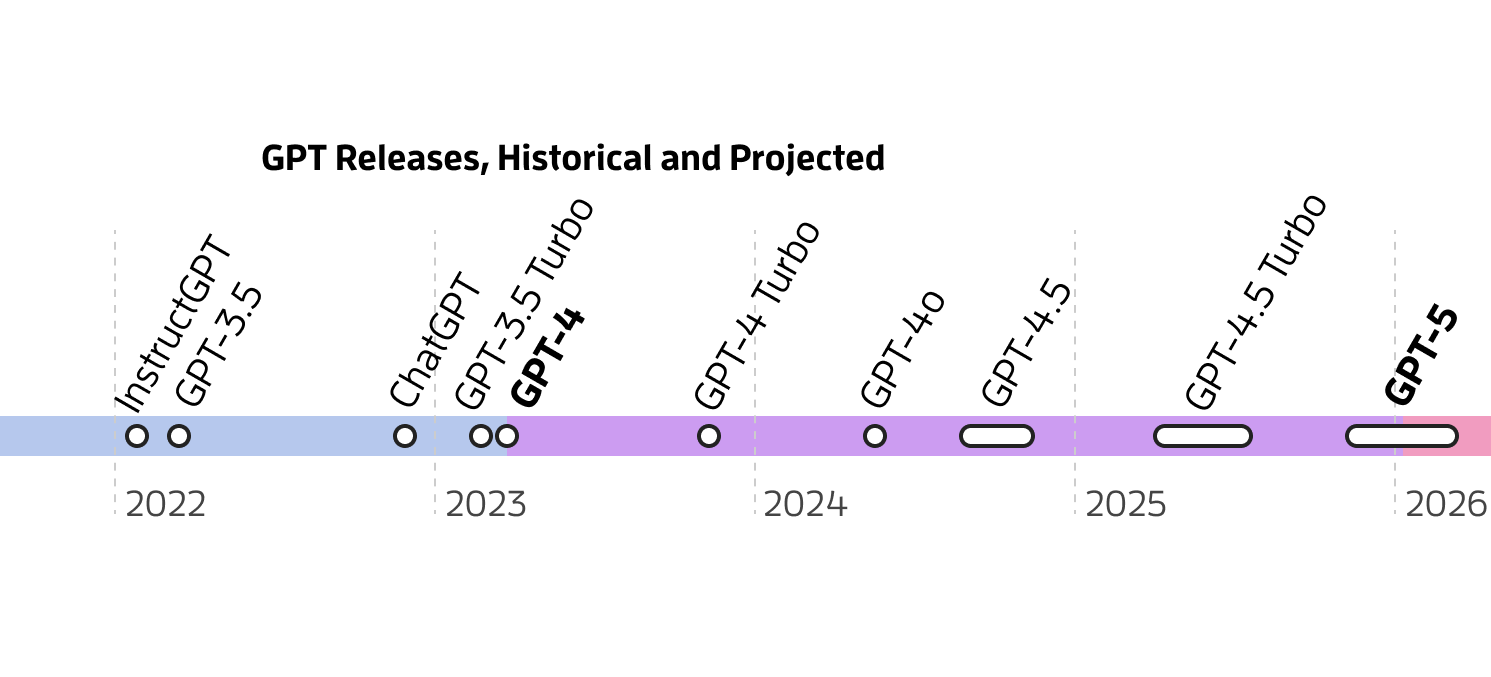 GPT Releases, Historical and Projected
InstructGPT
GPT-3.5
ChatGPT
GPT-3.5 Turbo
GPT-4
GPT-4 Turbo
GPT-4o
GPT-4.5
GPT-4.5 Turbo
GPT-5
2022
2023
2024
2025
2026